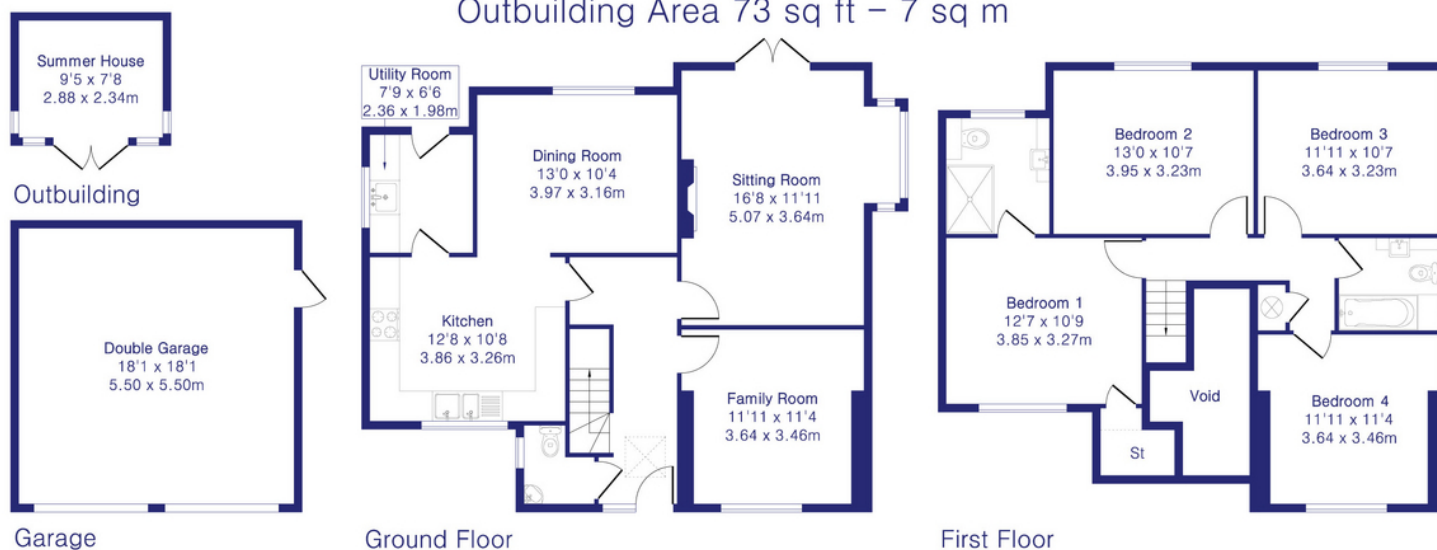 Outbuilding Area 73 sq ft – 7 sq m
Summer House
9'5 x 7'8
2.88 x 2.34m
Outbuilding
Double Garage
18'1 x 18'1
5.50 x 5.50m
Garage
Utility Room
7'9 x 6'6
2.36 x 1.98m
Dining Room
13'0 x 10'4
3.97 x 3.16m
Sitting Room
16'8 x 11'11
5.07 x 3.64m
Kitchen
12'8 x 10'8
3.86 x 3.26m
Family Room
11'11 x 11'4
3.64 x 3.46m
Ground Floor
Bedroom 2
13'0 x 10'7
3.95 x 3.23m
Bedroom 3
11'11 x 10'7
3.64 x 3.23m
Bedroom 1
12'7 x 10'9
3.85 x 3.27m
Void
Bedroom 4
11'11 x 11'4
3.64 x 3.46m
St
First Floor